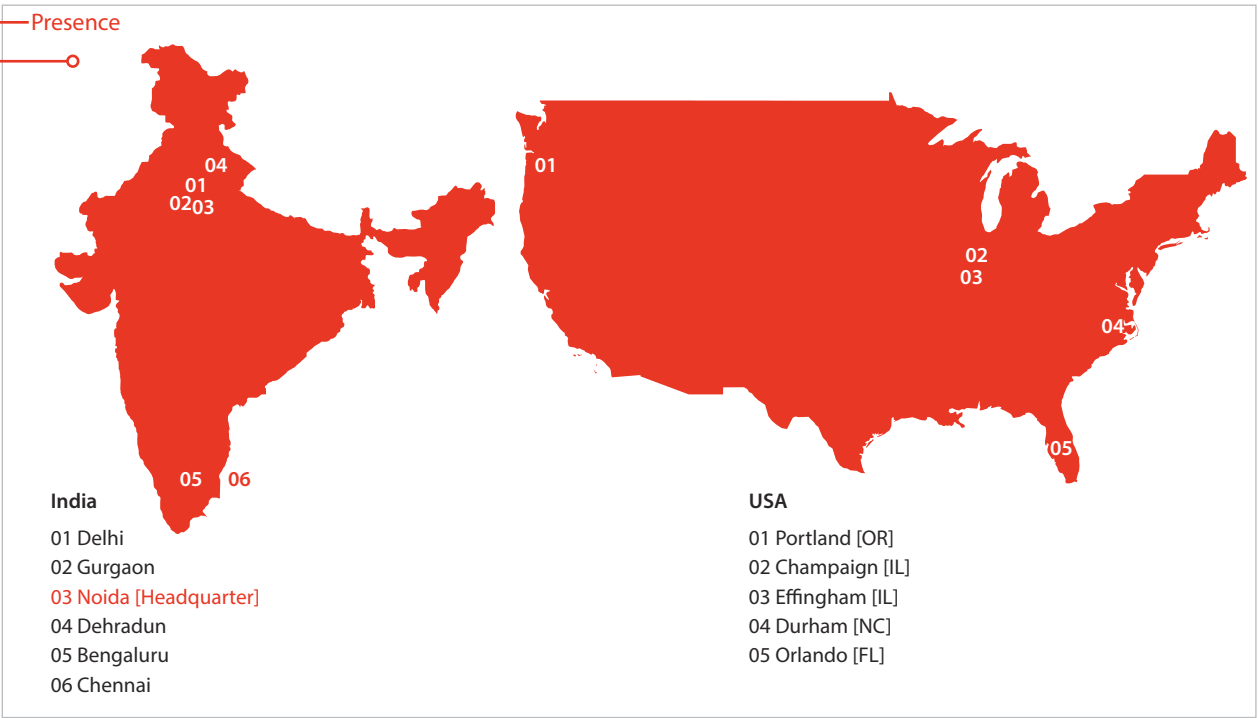 Presence
04
01
02
03
05
06
01
02
03
04
05
India
01 Delhi
02 Gurgaon
03 Noida [Headquarter]
04 Dehradun
05 Bengaluru
06 Chennai
USA
01 Portland [OR]
02 Champaign [IL]
03 Effingham [IL]
04 Durham [NC]
05 Orlando [FL]